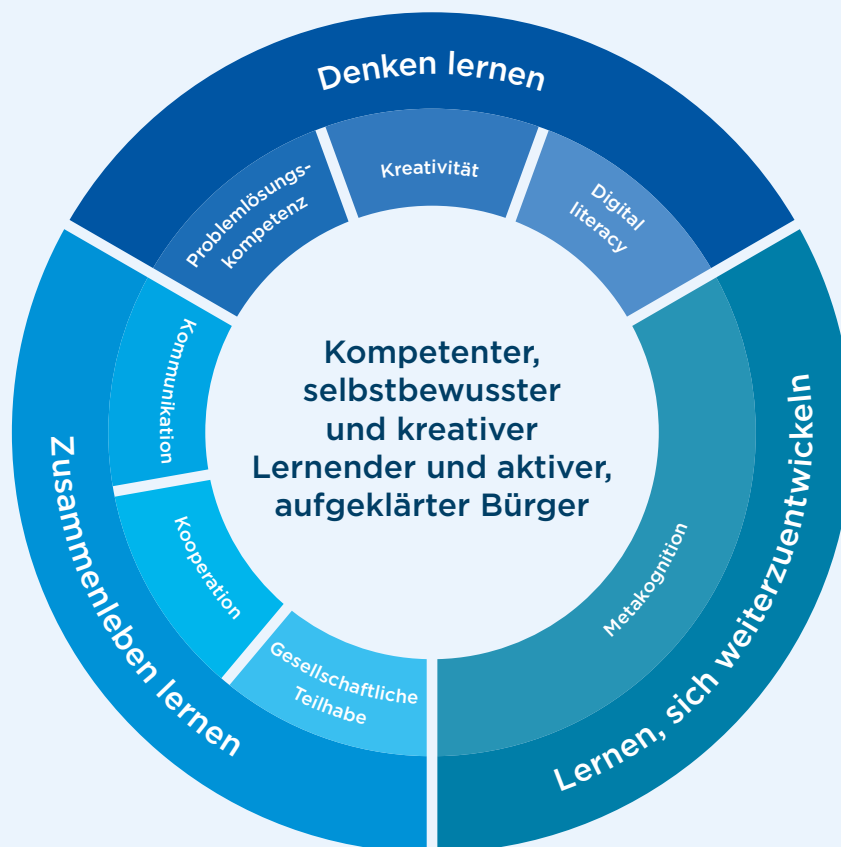 Denken lernen
Problemlösungs-
kompetenz
Kreativität
Digital
literacy
Kompetenter,
selbstbewusster
und kreativer
Lernender und aktiver,
aufgeklärter Bürger
Zusammenleben lernen
Kommunikation
Kooperation
Gesellschaftliche
Teilhabe
Lernen, sich weiterzuentwickeln
Metakognition